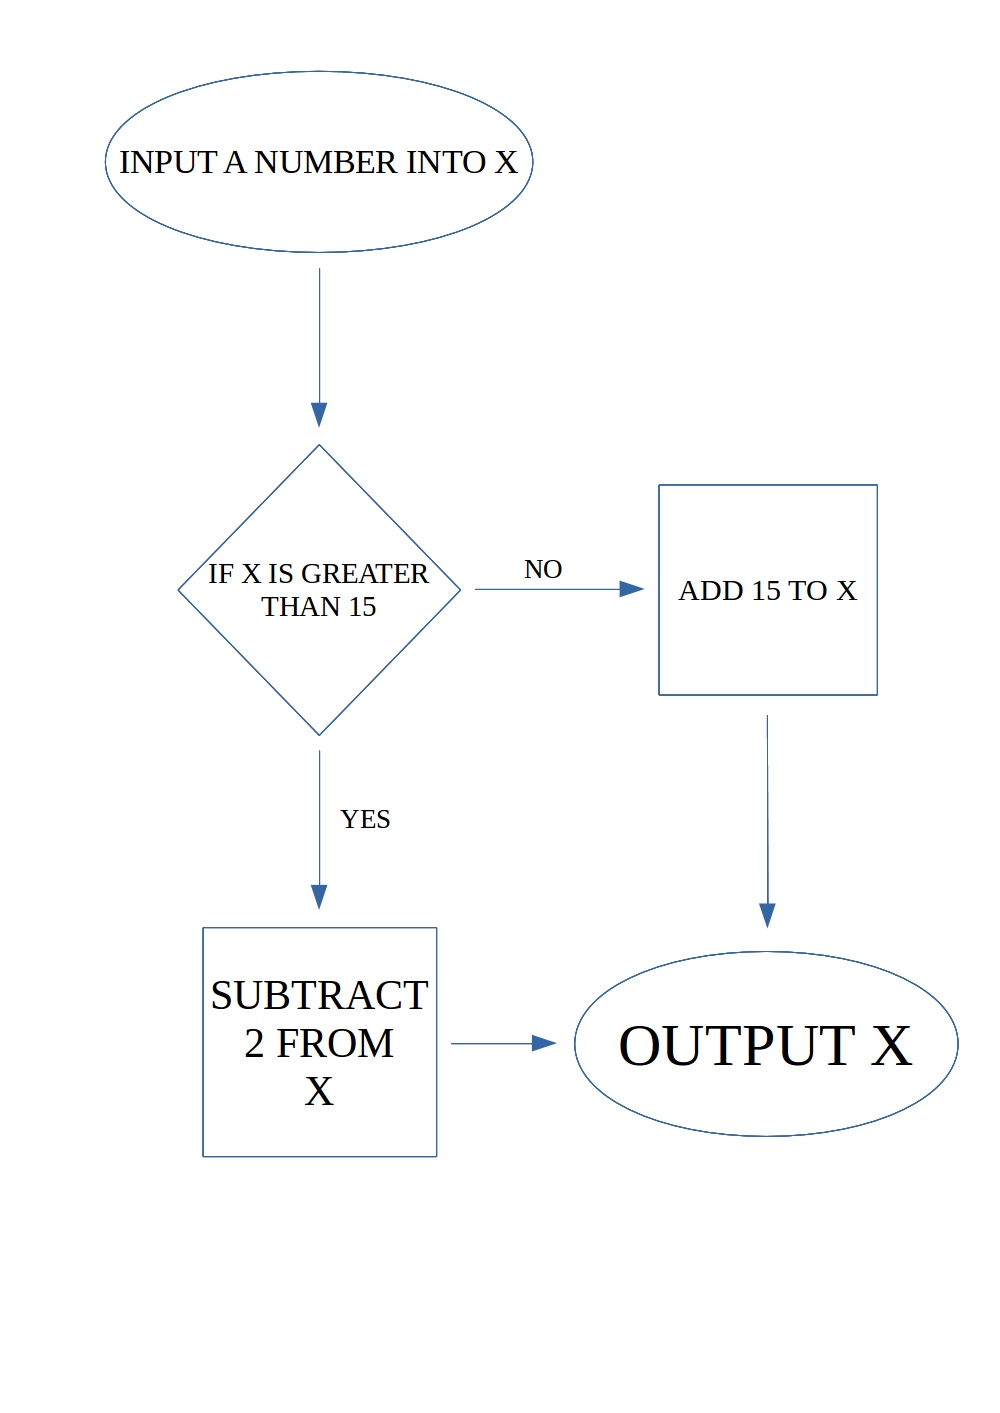 INPUT A NUMBER INTO X
IF X IS GREATER
THAN 15
NO
ADD 15 TO X
YES
SUBTRACT
2 FROM
X
OUTPUT X